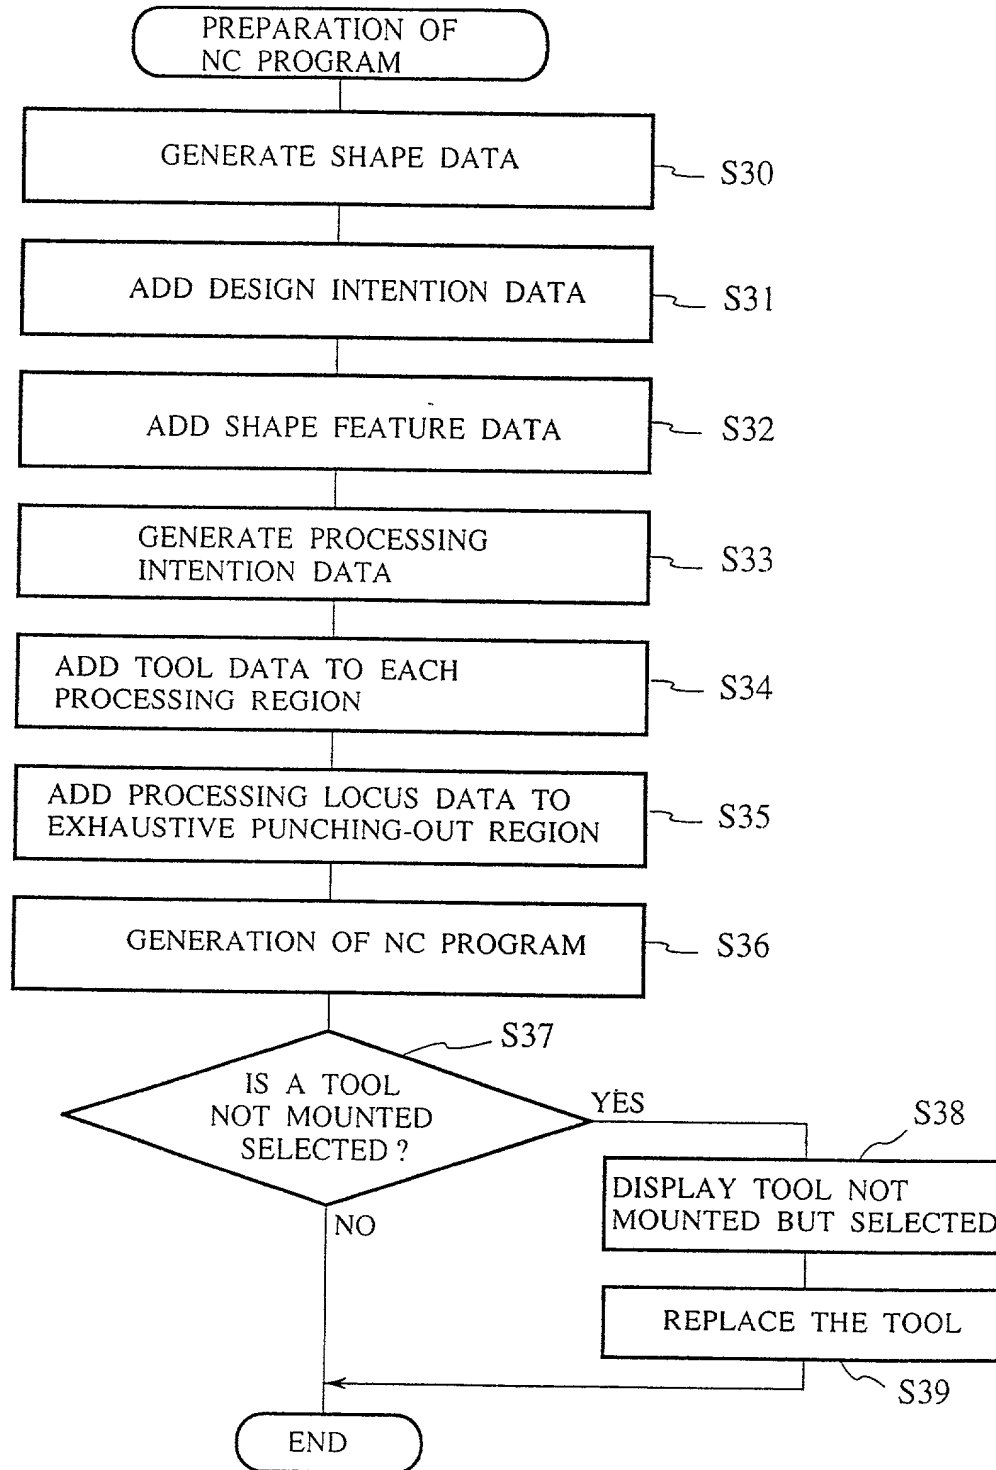 PREPARATION OF
NC PROGRAM
GENERATE SHAPE DATA
S30
ADD DESIGN INTENTION DATA
S31
ADD SHAPE FEATURE DATA
S32
GENERATE PROCESSING
INTENTION DATA
S33
ADD TOOL DATA TO EACH
PROCESSING REGION
S34
ADD PROCESSING LOCUS DATA TO
EXHAUSTIVE PUNCHING-OUT REGION
S35
GENERATION OF NC PROGRAM
S36
S37
IS A TOOL
NOT MOUNTED
SELECTED ?
YES
NO
S38
DISPLAY TOOL NOT
MOUNTED BUT SELECTED
REPLACE THE TOOL
S39
END